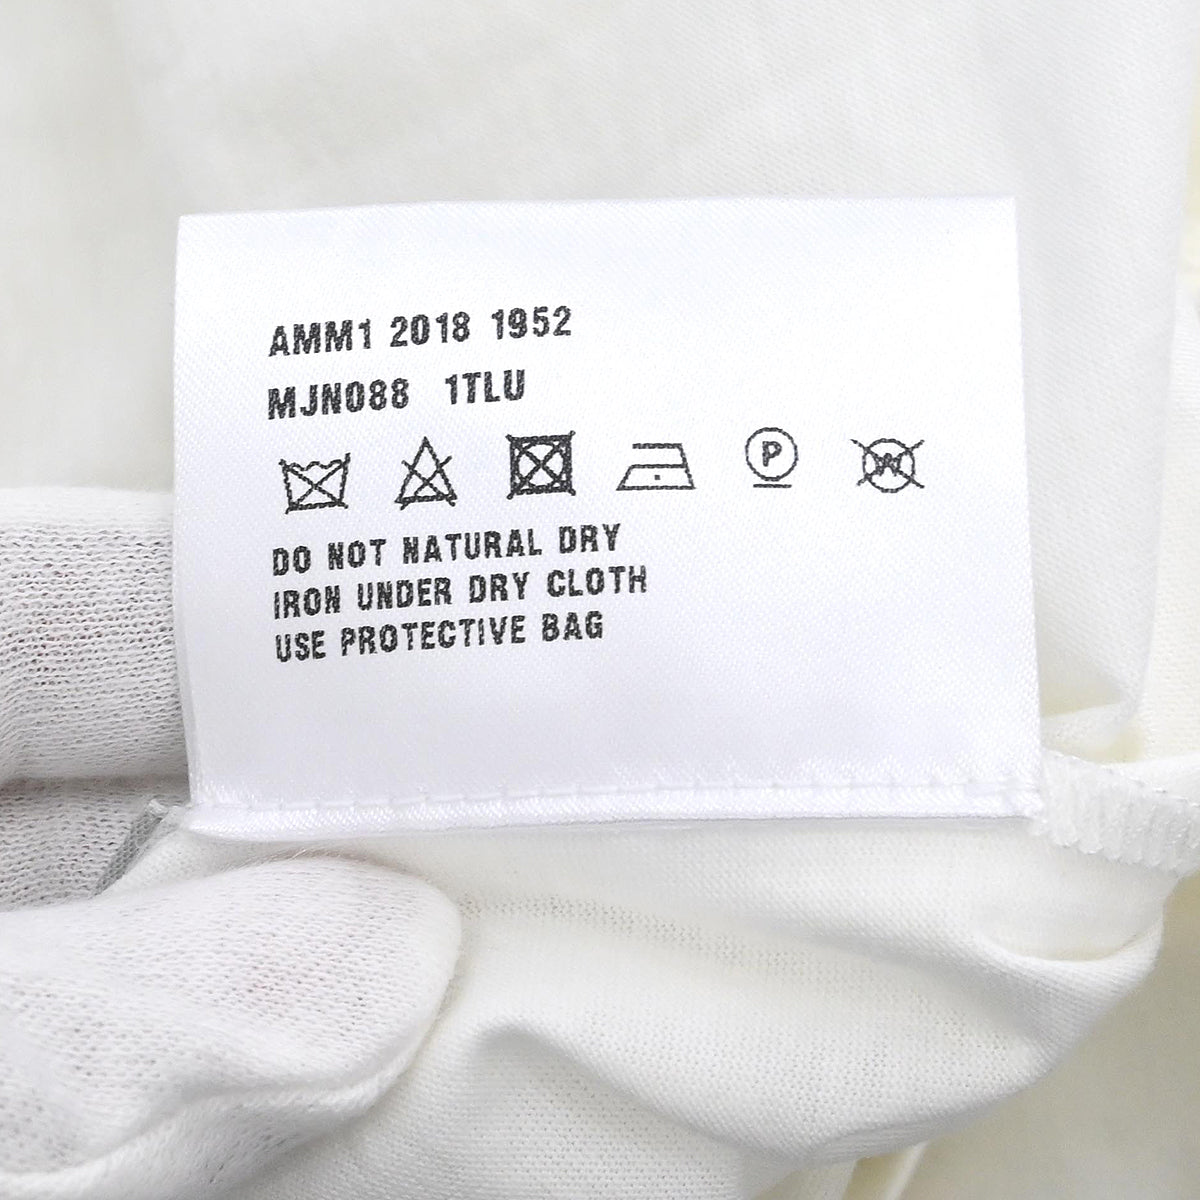 AMM1 2018 1952
MJN088 1TLU
P W
DO NOT NATURAL DRY
IRON UNDER DRY CLOTH
USE PROTECTIVE BAG